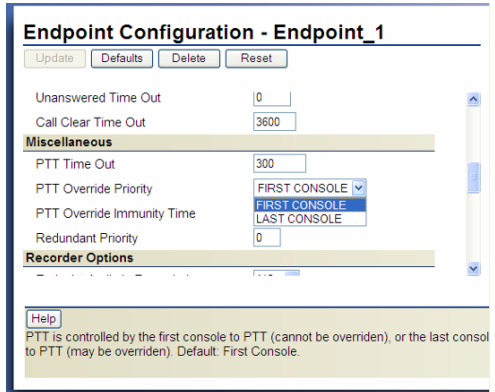 Endpoint Configuration - Endpoint_1
Update Defaults Delete Reset
Unanswered Time Out 0
Call Clear Time Out 3600
Miscellaneous
PTT Time Out 300
PTT Override Priority FIRST CONSOLE
FIRST CONSOLE
PTT Override Immunity Time LAST CONSOLE
Redundant Priority 0
Recorder Options
Help
PTT is controlled by the first console to PTT (cannot be overriden), or the last consol
to PTT (may be overriden). Default: First Console.